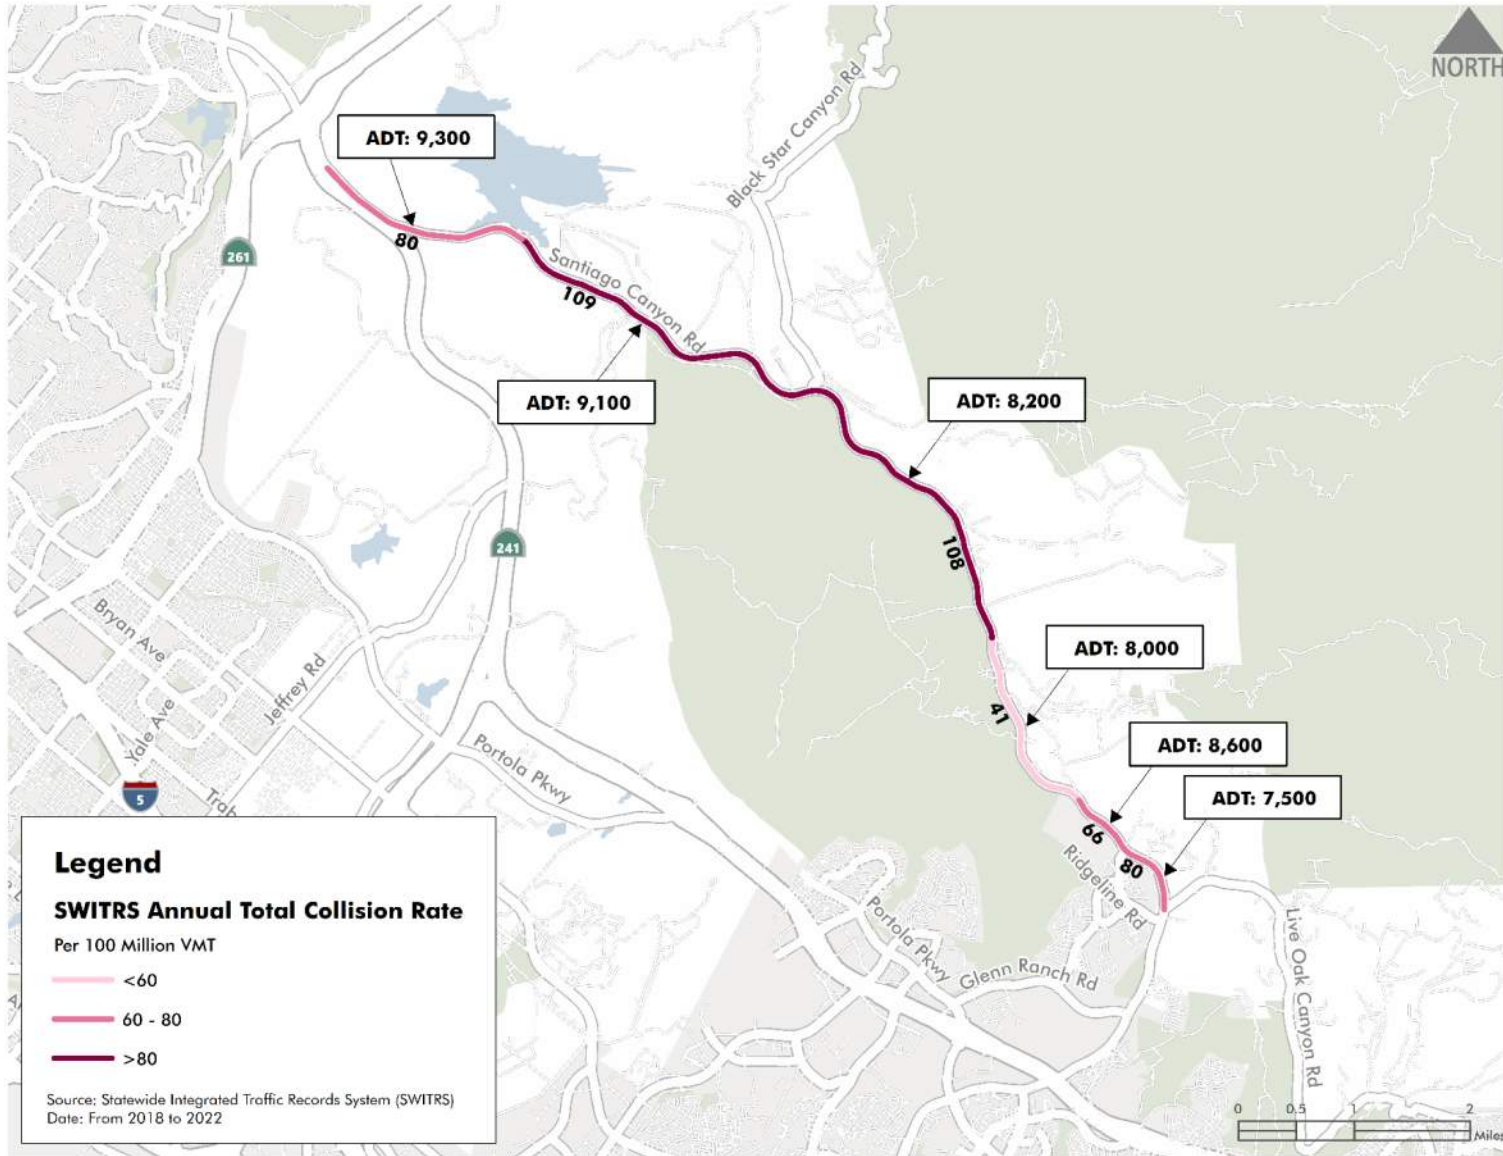 NORTH
ADT: 9,300
Black Star Canyon Rd
80
261
Santiago Canyon Rd
109
ADT: 9,100
ADT: 8,200
241
108
Bryan Ave
Jeffrey Rd
Yale Ave
ADT: 8,000
41
Portola Pkwy
ADT: 8,600
5
ADT: 7,500
Trab
66
80
Ridgeline Rd
Portola Pkwy
Glenn Ranch Rd
Live Oak Canyon Rd
Legend
SWITRS Annual Total Collision Rate
Per 100 Million VMT
<60
60 - 80
>80
Source: Statewide Integrated Traffic Records System (SWITRS)
Date: From 2018 to 2022
0 0.5 1 2
Miles